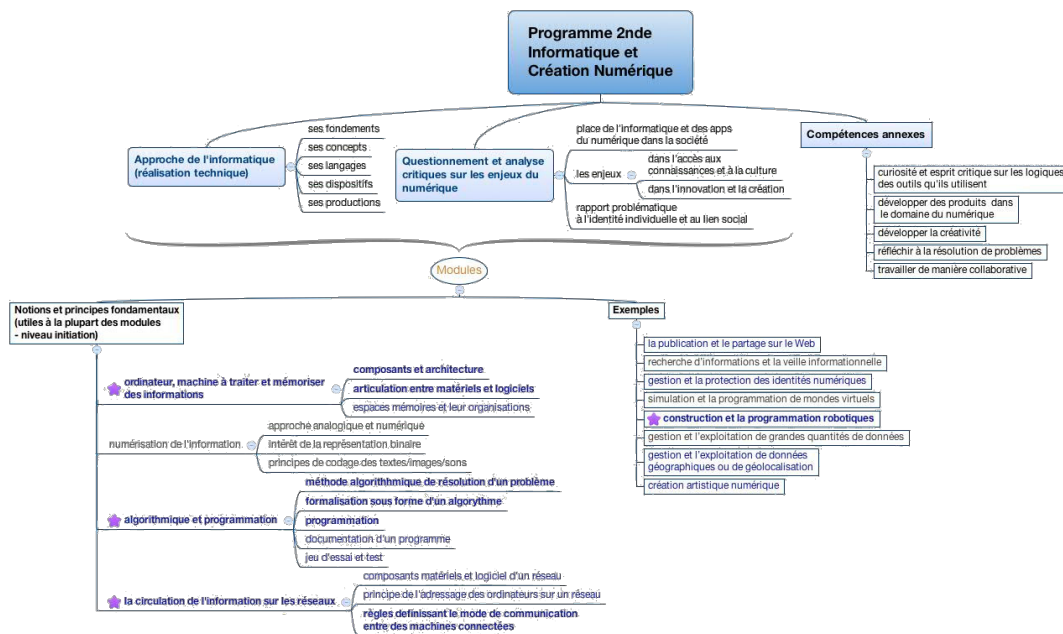 Programme 2nde
Informatique et
Création Numérique
Approche de l'informatique
(réalisation technique)
ses fondements
ses concepts
ses langages
ses dispositifs
ses productions
Questionnement et analyse
critiques sur les enjeux du
numérique
place de l'informatique et des apps
du numérique dans la société
les enjeux
dans l'accès aux
connaissances et à la culture
dans l'innovation et la création
rapport problématique
à l'identité individuelle et au lien social
Compétences annexes
curiosité et esprit critique sur les logiques
des outils qu'ils utilisent
développer des produits dans
le domaine du numérique
développer la créativité
réfléchir à la résolution de problèmes
travailler de manière collaborative
Modules
Notions et principes fondamentaux
(utiles à la plupart des modules
- niveau initiation)
ordinateur, machine à traiter et mémoriser
des informations
composants et architecture
articulation entre matériels et logiciels
espaces mémoires et leur organisations
numérisation de l'information
approche analogique et numérique
intérêt de la représentation binaire
principes de codage des textes/images/sons
algorithmique et programmation
méthode algorithmique de résolution d'un problème
formalisation sous forme d'un algorythme
programmation
documentation d'un programme
jeu d'essai et test
la circulation de l'information sur les réseaux
composants matériels et logiciel d'un réseau
principe de l'adressage des ordinateurs sur un réseau
règles definissant le mode de communication
entre des machines connectées
Exemples
la publication et le partage sur le Web
recherche d'informations et la veille informationnelle
gestion et la protection des identités numériques
simulation et la programmation de mondes virtuels
construction et la programmation robotiques
gestion et l'exploitation de grandes quantités de données
gestion et l'exploitation de données
géographiques ou de géolocalisation
création artistique numérique